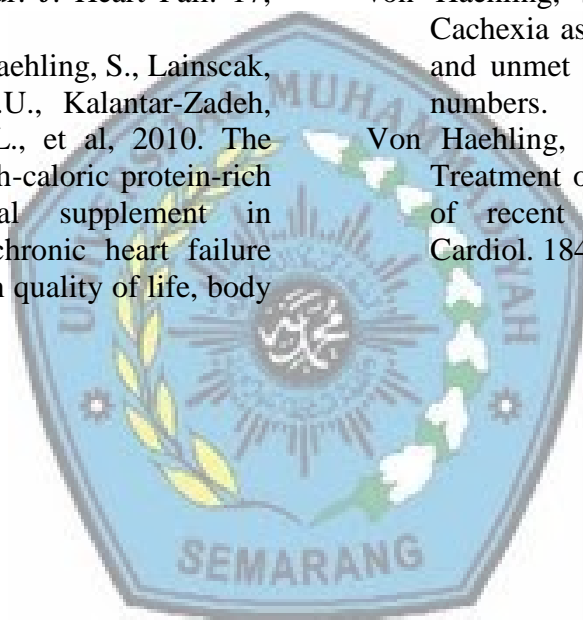 J. Heart Fail. 17,
aehling, S., Lainscak,
.U., Kalantar-Zadeh,
L., et al, 2010. The
h-caloric protein-rich
al supplement in
chronic heart failure
n quality of life, body
Von Haehling,
Cachexia as
and unmet
numbers.
Von Haehling,
Treatment o
of recent
Cardiol. 184
MUHAMMADIYAH
SEMARANG